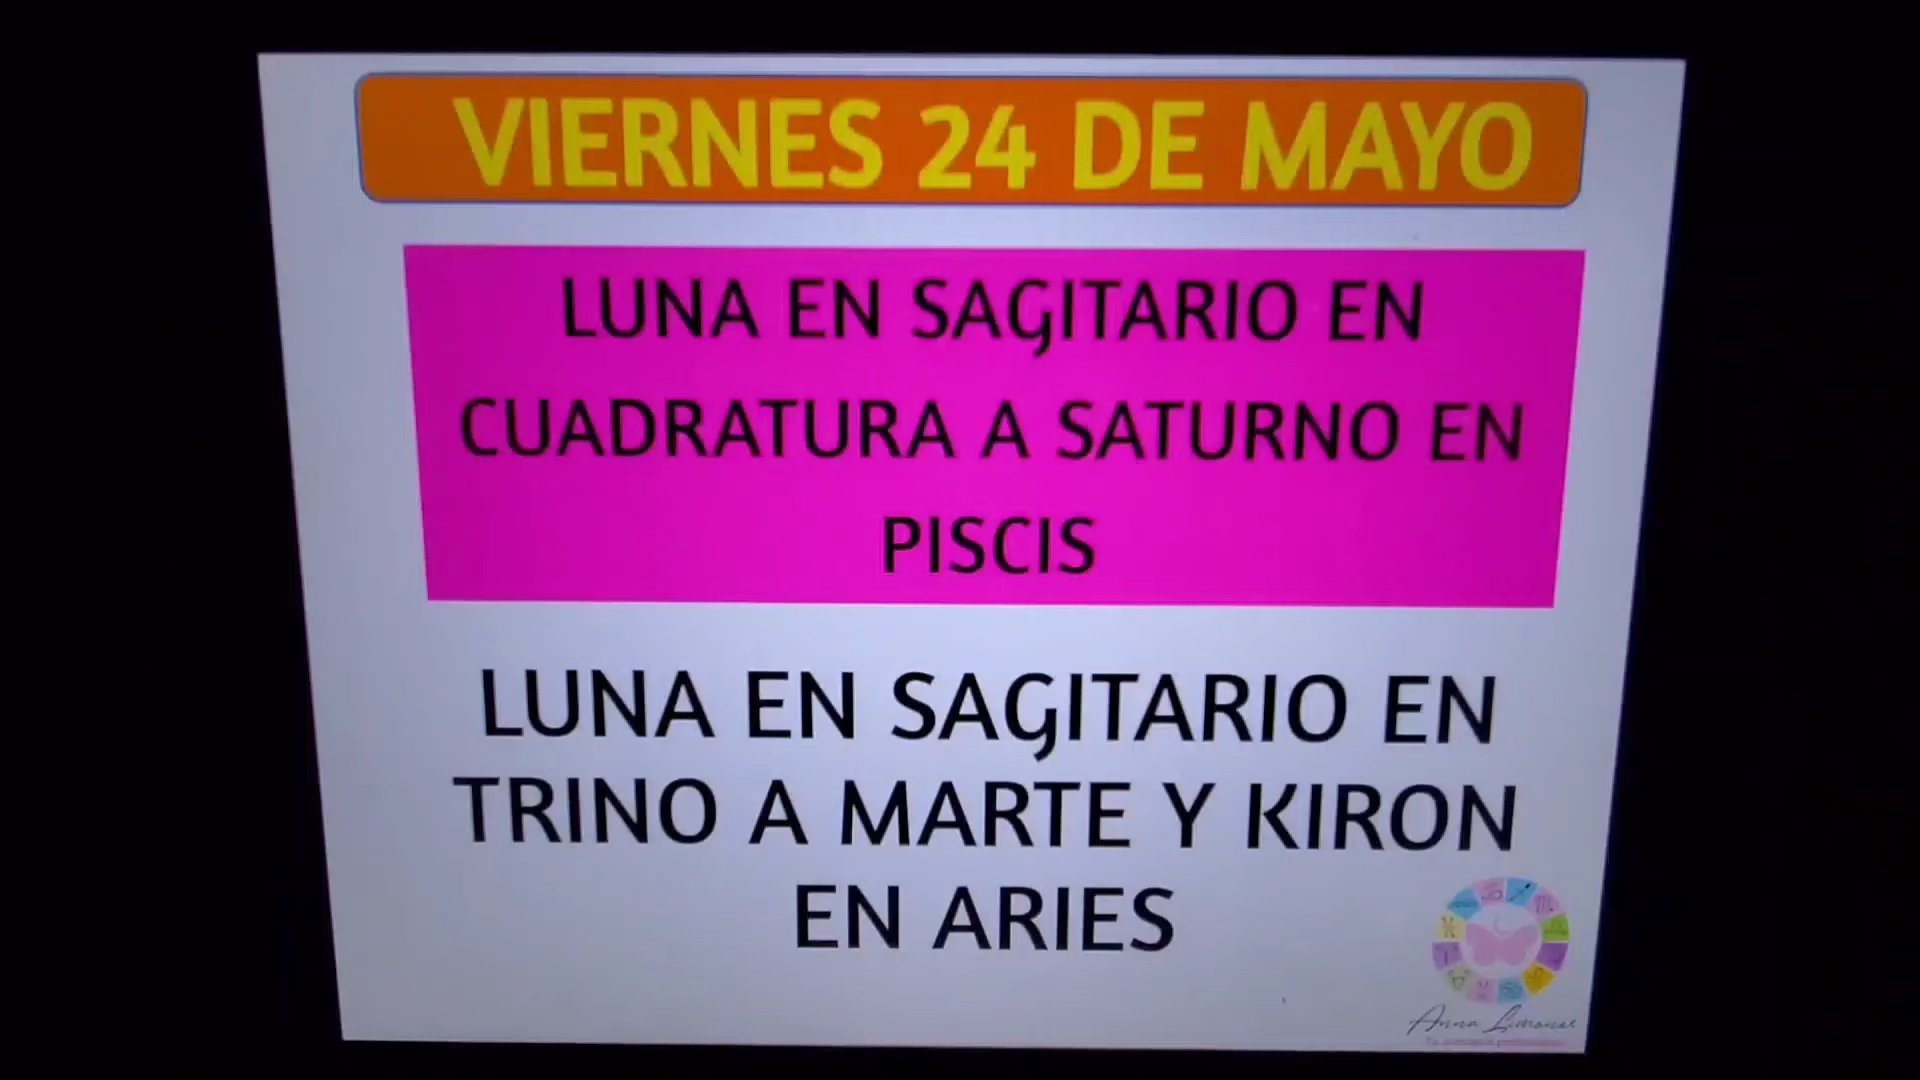 VIERNES 24 DE MAYO
LUNA EN SAGITARIO EN
CUADRATURA A SATURNO EN
PISCIS
LUNA EN SAGITARIO EN
TRINO A MARTE Y KIRON
EN ARIES
Anna